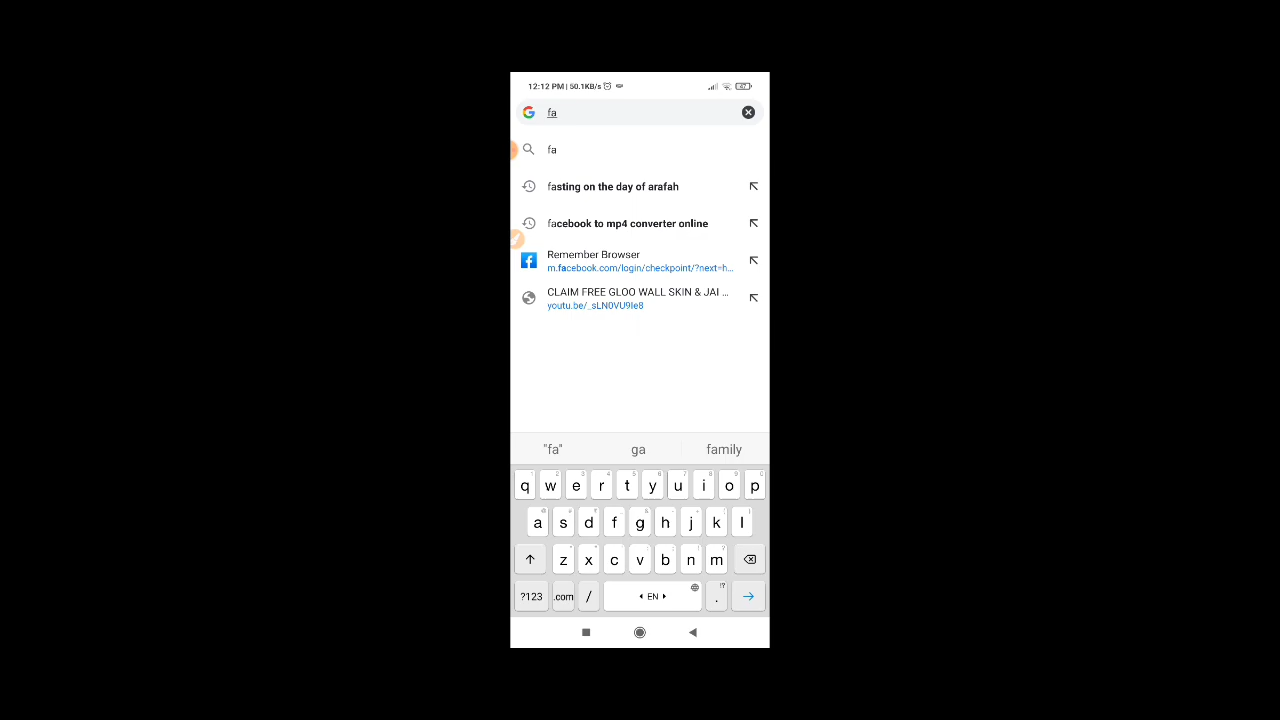 12:12 PM | 50.1KB/s
fa
fa
fasting on the day of arafah
facebook to mp4 converter online
Remember Browser
m.facebook.com/login/checkpoint/?next=h...
CLAIM FREE GLOO WALL SKIN & JAI ...
youtu.be/_sLN0VU9Ie8
"fa" ga family
q w e r t y u i o p
a s d f g h j k l
z x c v b n m
?123 .com / EN .